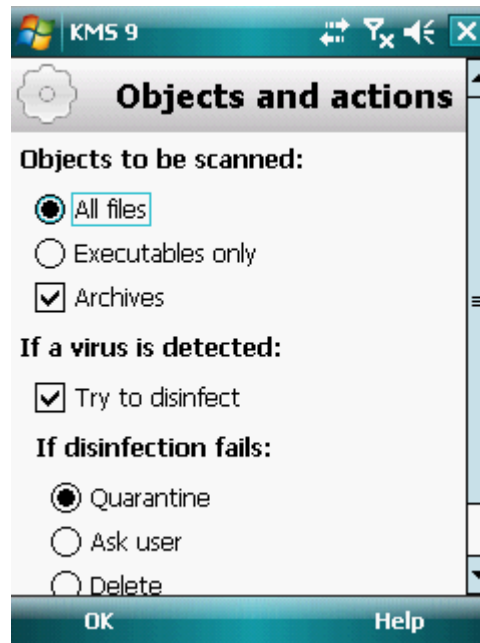 KMS 9
Objects and actions
Objects to be scanned:
All files
Executables only
Archives
If a virus is detected:
Try to disinfect
If disinfection fails:
Quarantine
Ask user
Delete
OK Help